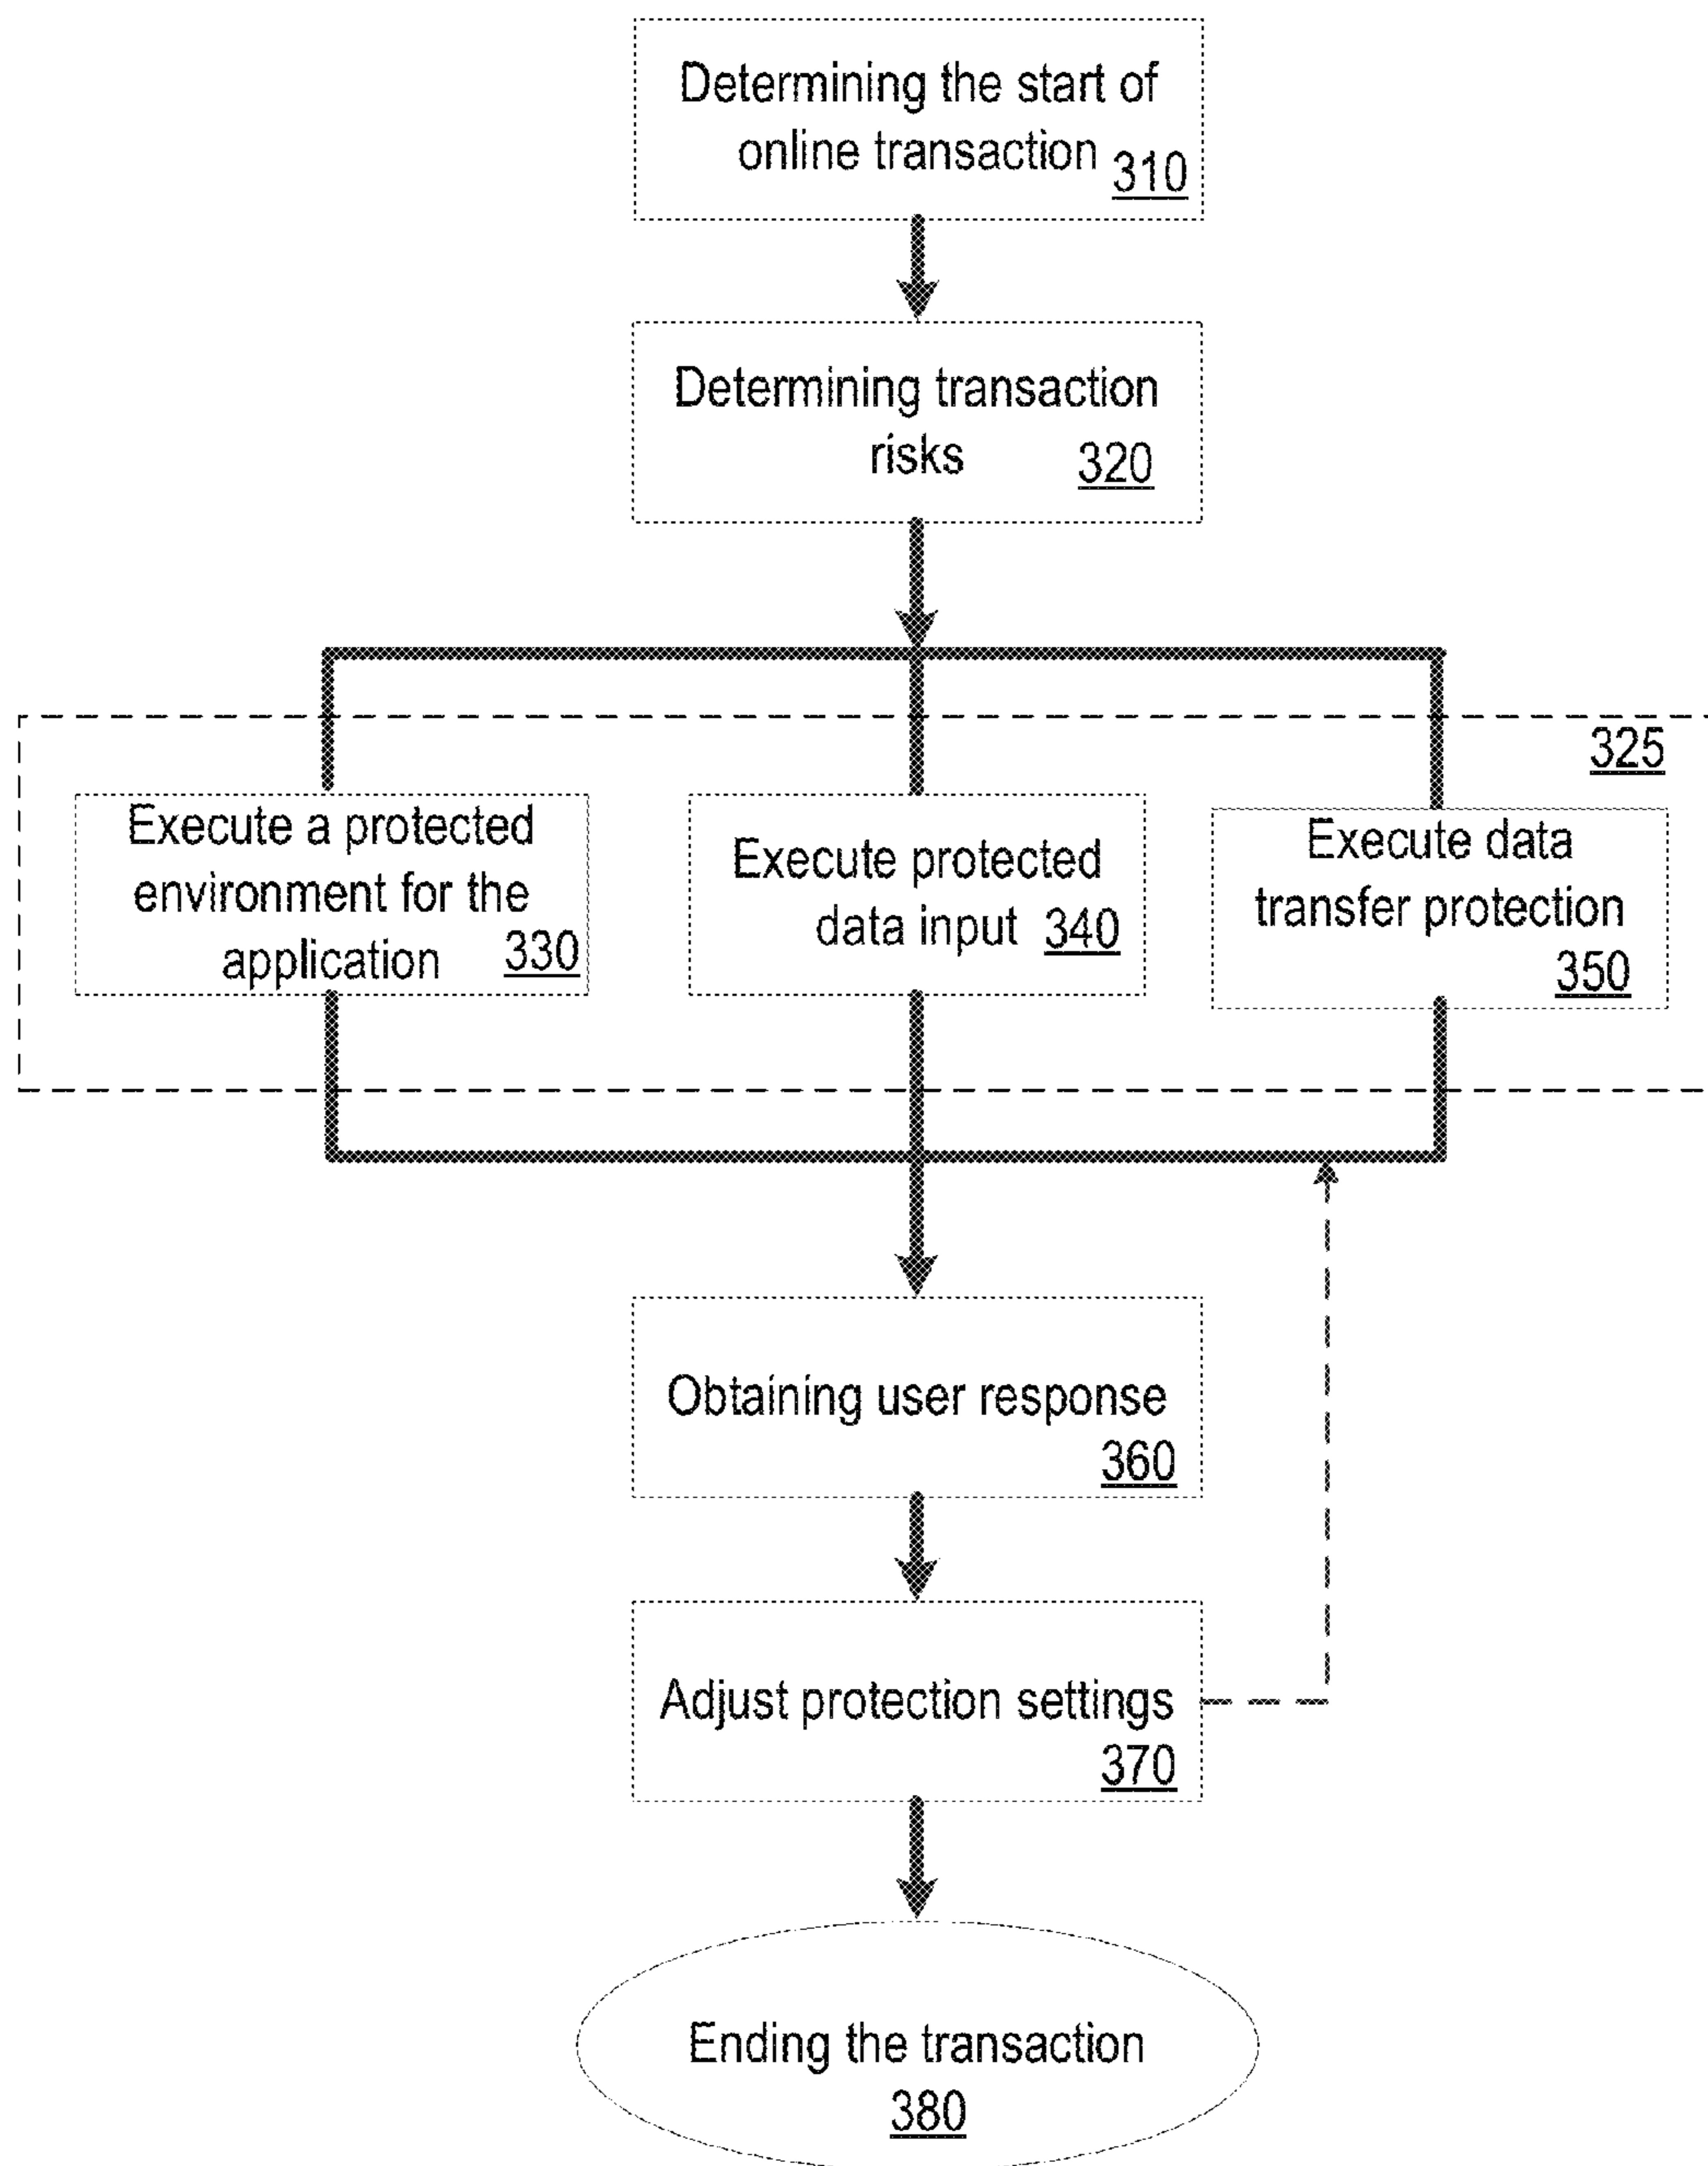 Determining the start of
online transaction 310
Determining transaction
risks 320
325
Execute a protected
environment for the
application 330
Execute protected
data input 340
Execute data
transfer protection
350
Obtaining user response
360
Adjust protection settings
370
Ending the transaction
380